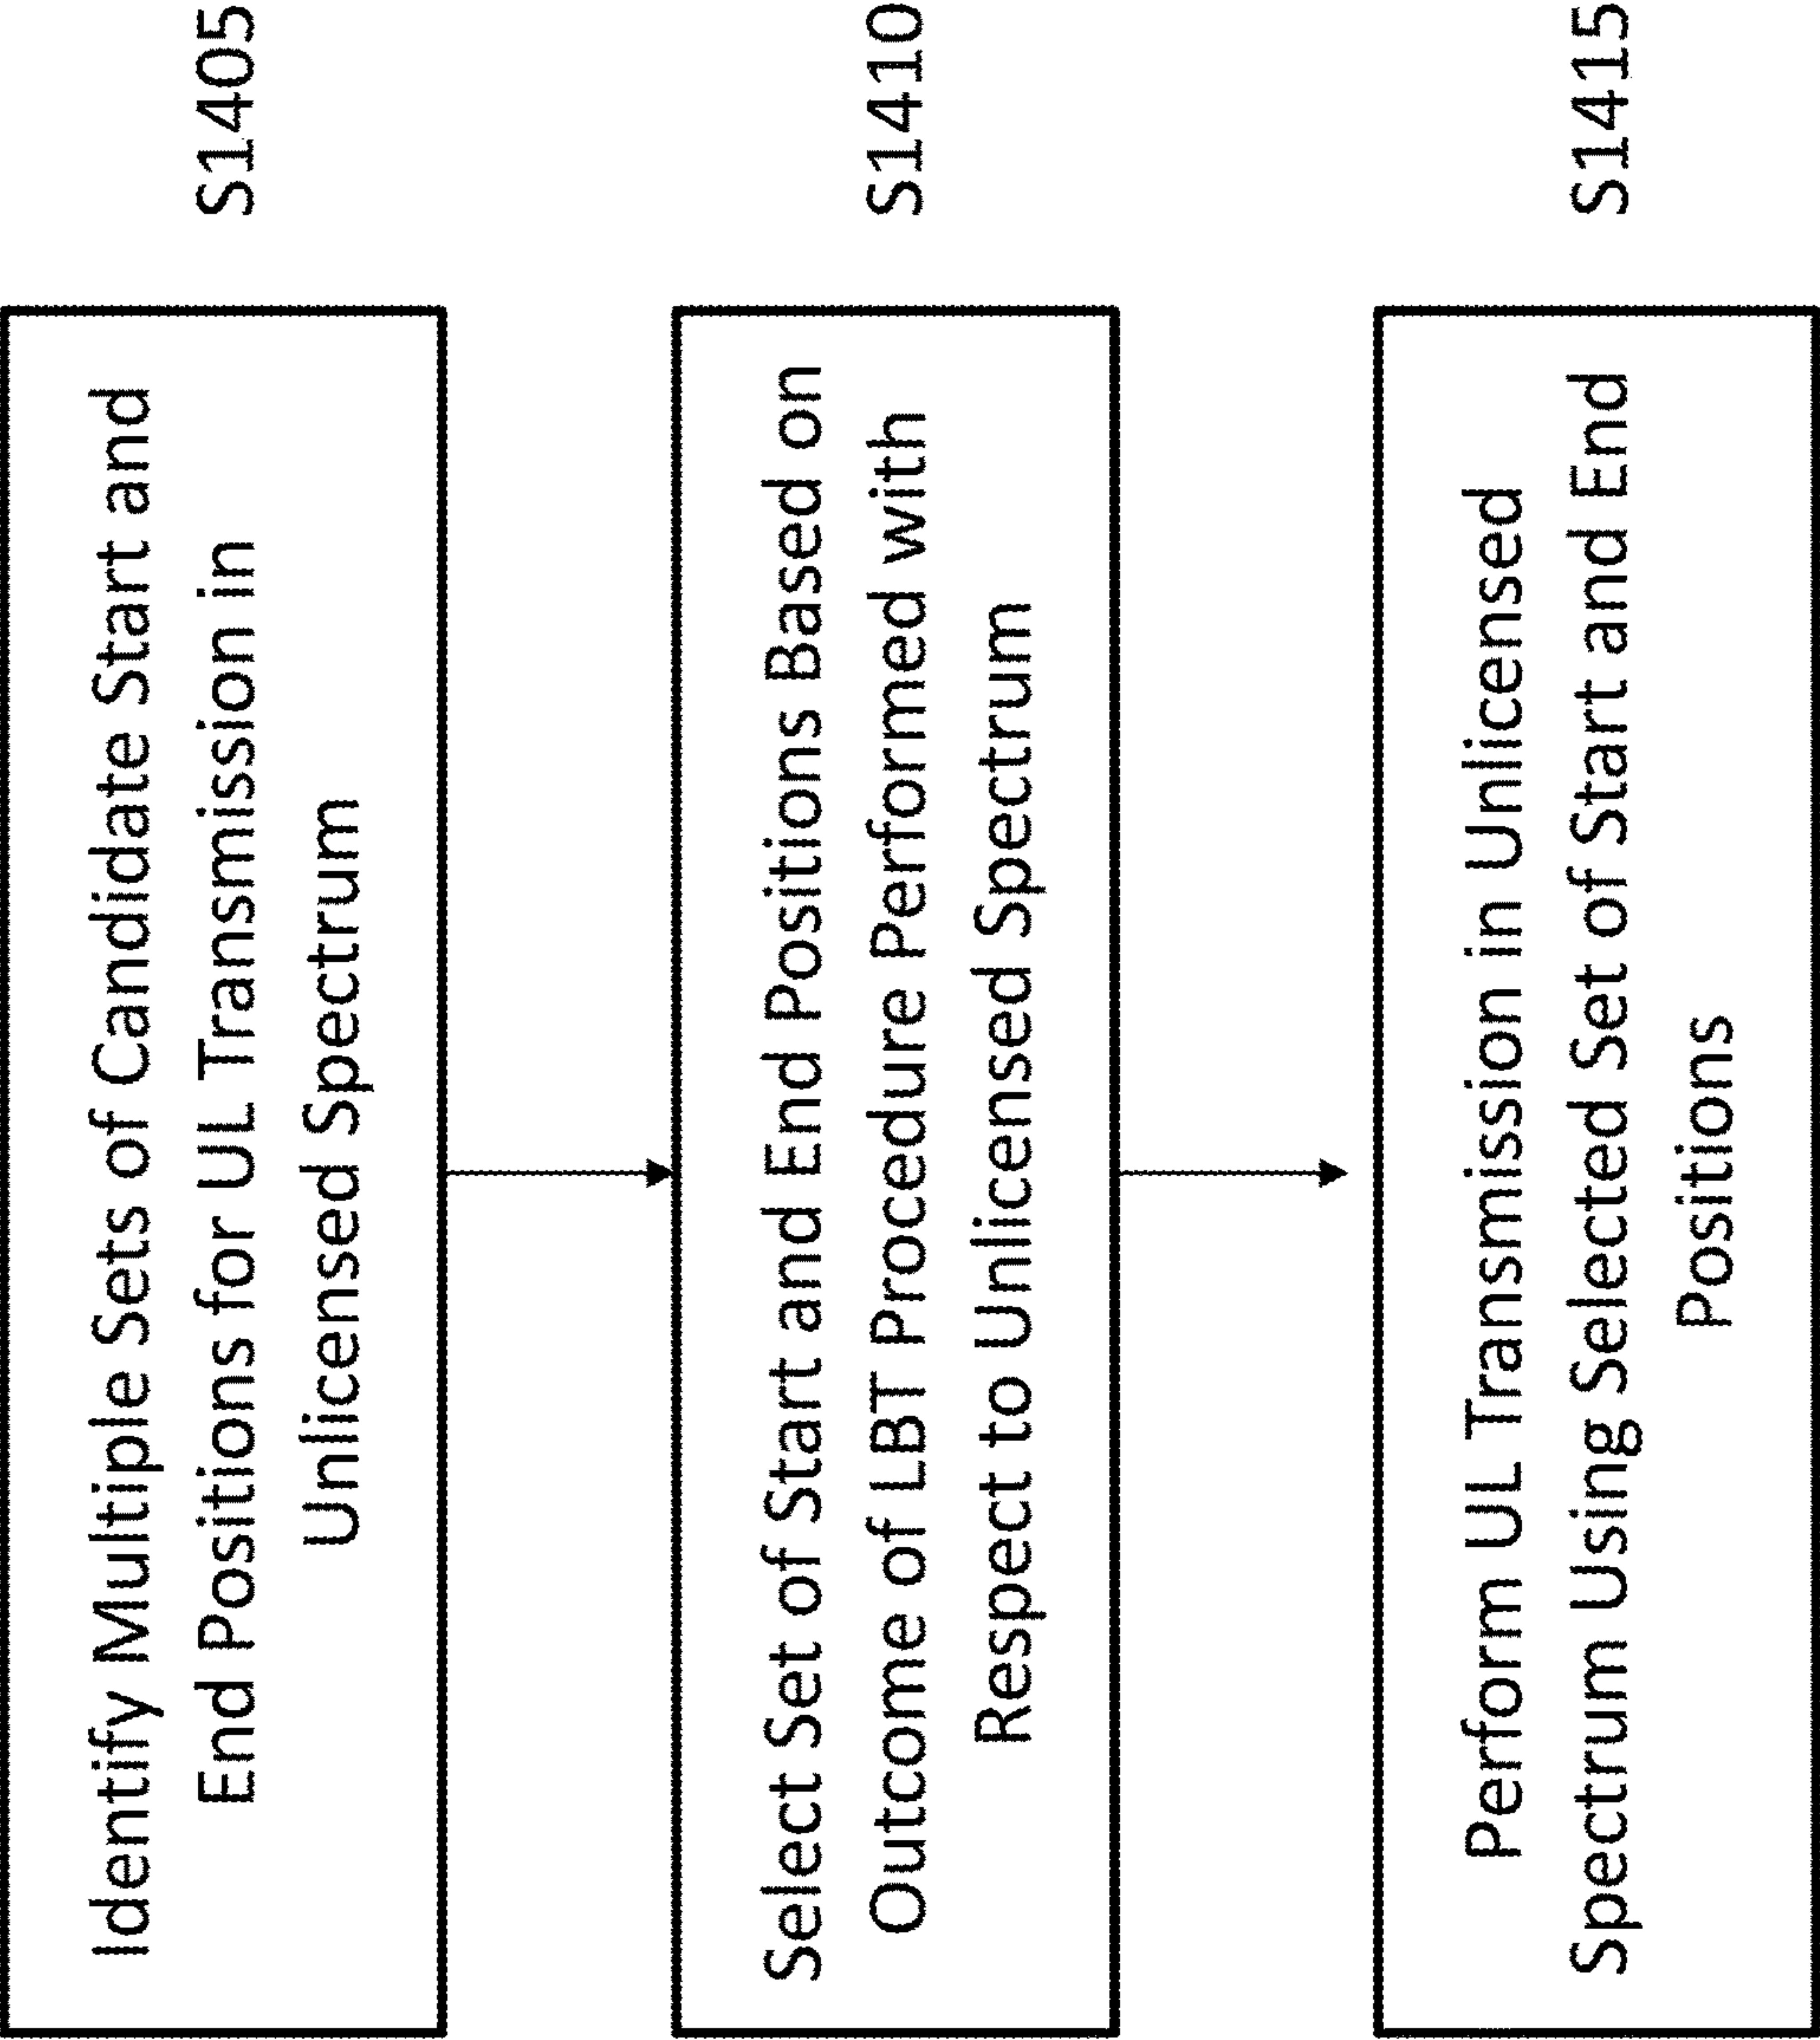 Identify Multiple Sets of Candidate Start and
End Positions for UL Transmission in
Unlicensed Spectrum
S1405
Select Set of Start and End Positions Based on
Outcome of LBT Procedure Performed with
Respect to Unlicensed Spectrum
S1410
Perform UL Transmission in Unlicensed
Spectrum Using Selected Set of Start and End
Positions
S1415